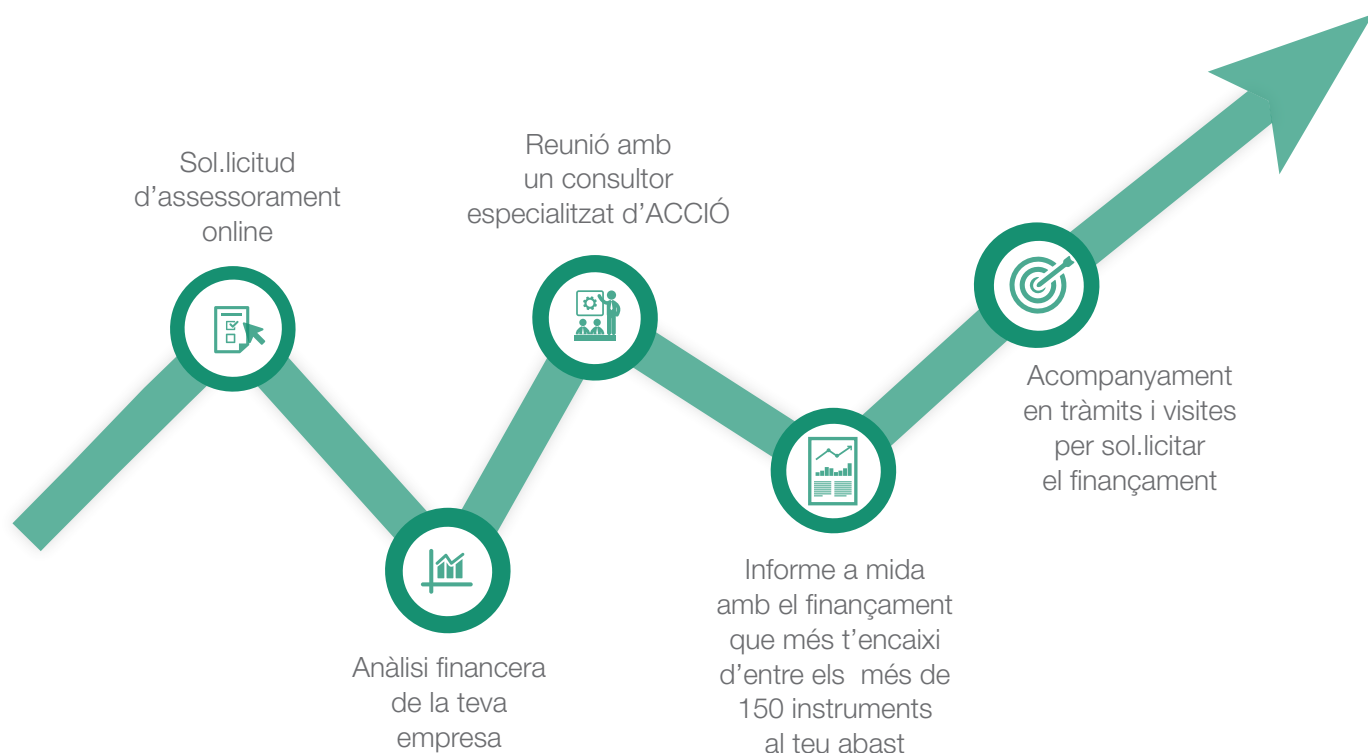 Sol.licitud
d’assessorament
online
Anàlisi financera
de la teva
empresa
Reunió amb
un consultor
especialitzat d’ACCIÓ
Informe a mida
amb el finançament
que més t’encaixi
d’entre els  més de
150 instruments
al teu abast
Acompanyament
en tràmits i visites
per sol.licitar
el finançament